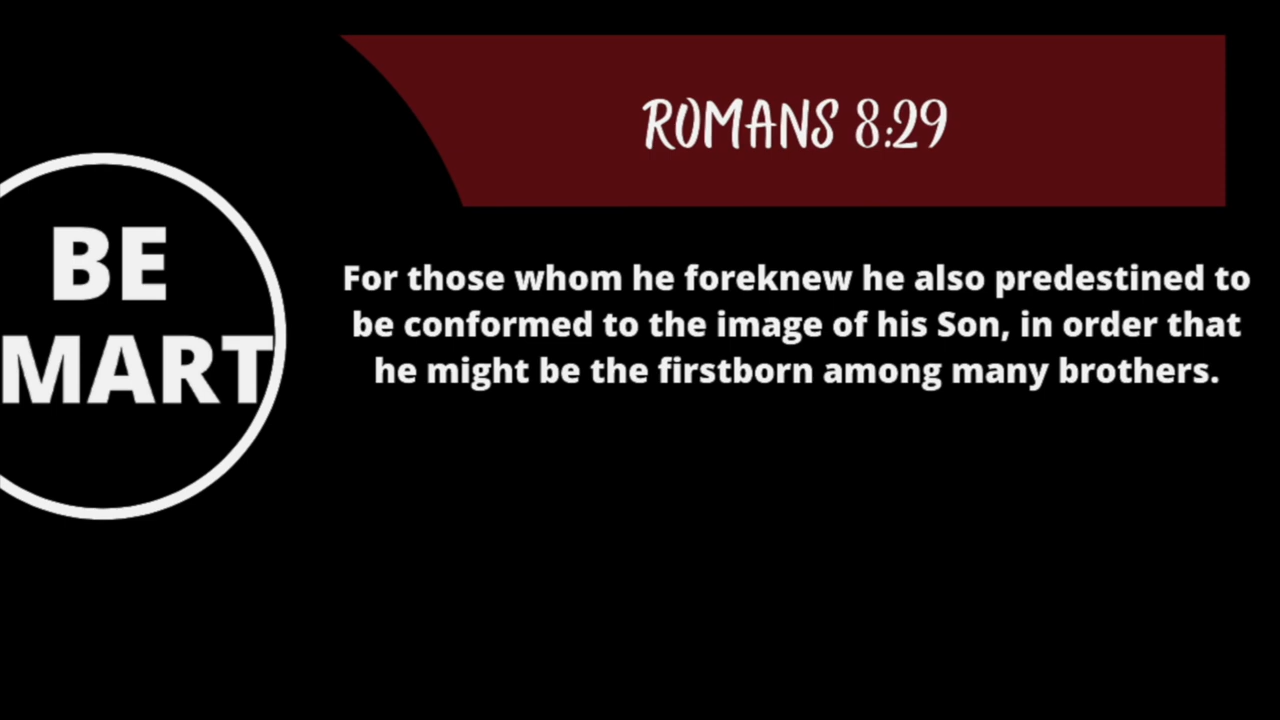 ROMANS 8:29
BE
MART
For those whom he foreknew he also predestined to
be conformed to the image of his Son, in order that
he might be the firstborn among many brothers.